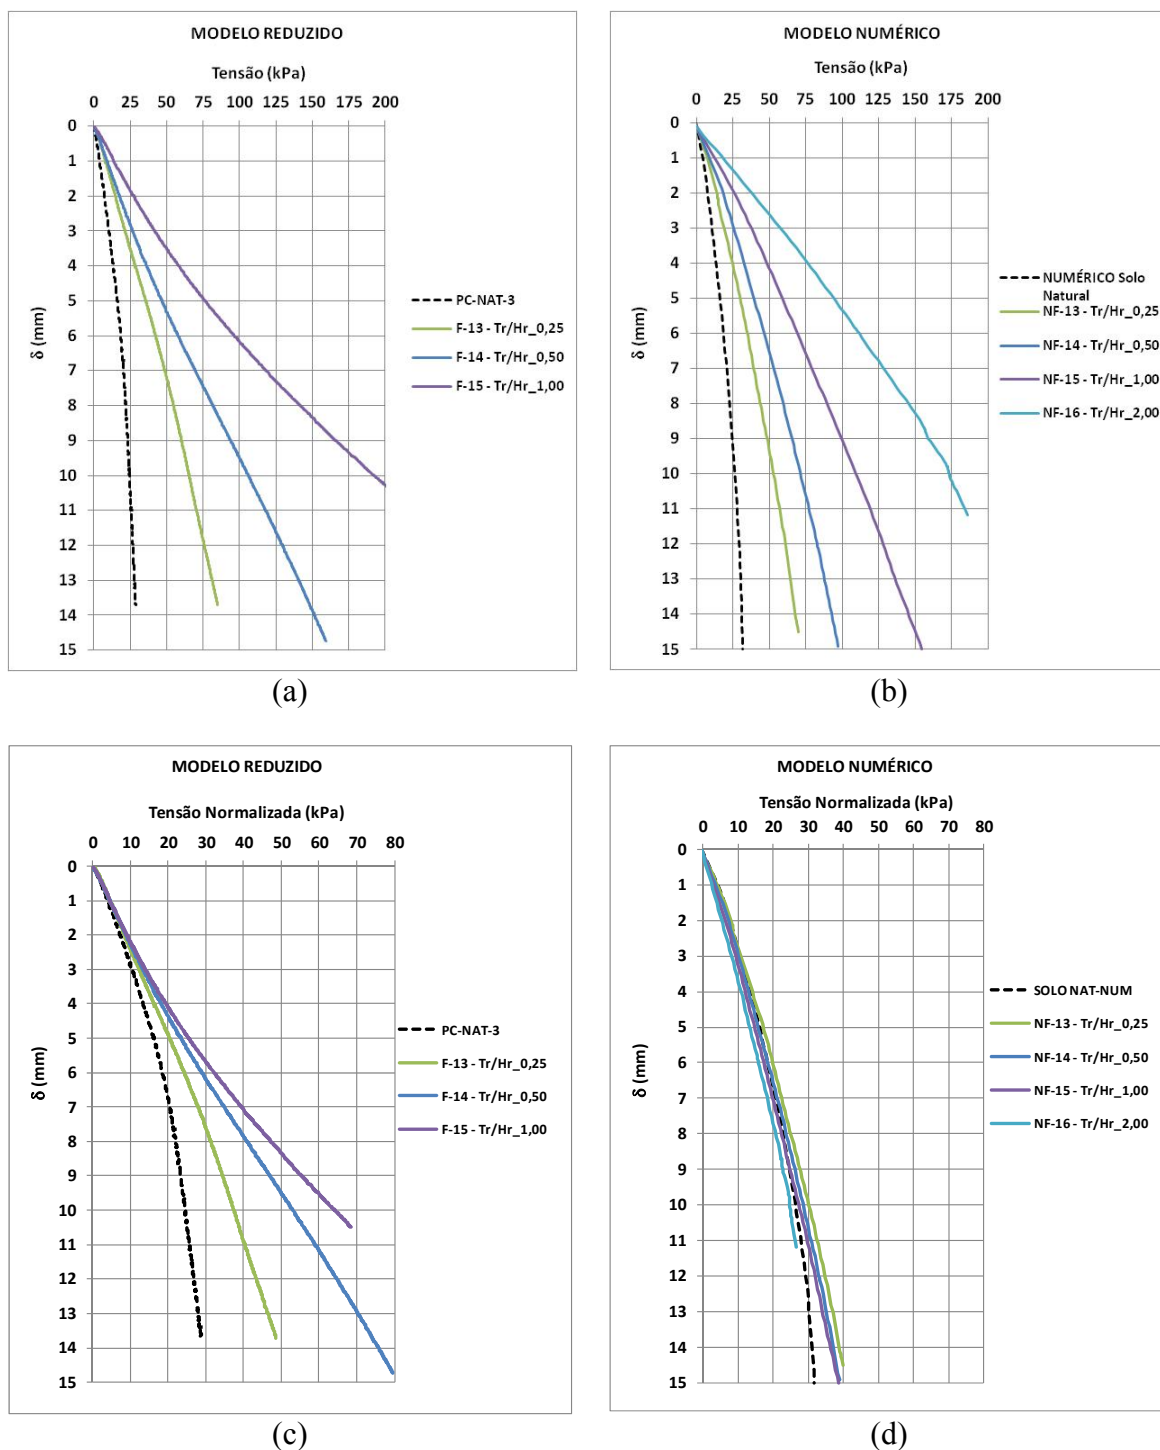 MODELO REDUZIDO
Tensão (kPa)
0 25 50 75 100 125 150 175 200
0
1
2
3
4
5
6
7
8
9
10
11
12
13
14
15
δ (mm)
PC-NAT-3
F-13 - Tr/Hr_0,25
F-14 - Tr/Hr_0,50
F-15 - Tr/Hr_1,00
(a)
MODELO NUMÉRICO
Tensão (kPa)
0 25 50 75 100 125 150 175 200
0
1
2
3
4
5
6
7
8
9
10
11
12
13
14
15
δ (mm)
NUMÉRICO Solo
Natural
NF-13 - Tr/Hr_0,25
NF-14 - Tr/Hr_0,50
NF-15 - Tr/Hr_1,00
NF-16 - Tr/Hr_2,00
(b)
MODELO REDUZIDO
Tensão Normalizada (kPa)
0 10 20 30 40 50 60 70 80
0
1
2
3
4
5
6
7
8
9
10
11
12
13
14
15
δ (mm)
PC-NAT-3
F-13 - Tr/Hr_0,25
F-14 - Tr/Hr_0,50
F-15 - Tr/Hr_1,00
(c)
MODELO NUMÉRICO
Tensão Normalizada (kPa)
0 10 20 30 40 50 60 70 80
0
1
2
3
4
5
6
7
8
9
10
11
12
13
14
15
δ (mm)
SOLO NAT-NUM
NF-13 - Tr/Hr_0,25
NF-14 - Tr/Hr_0,50
NF-15 - Tr/Hr_1,00
NF-16 - Tr/Hr_2,00
(d)